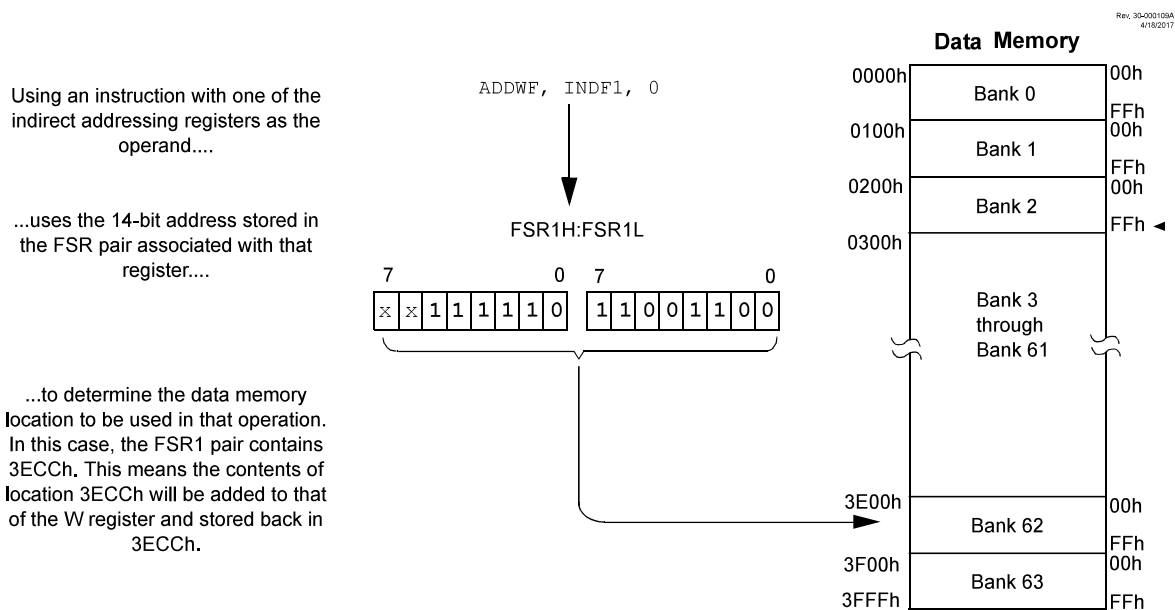 Rev. 30-000109A
4/18/2017
Using an instruction with one of the
indirect addressing registers as the
operand....
...uses the 14-bit address stored in
the FSR pair associated with that
register....
...to determine the data memory
location to be used in that operation.
In this case, the FSR1 pair contains
3ECCh. This means the contents of
location 3ECCh will be added to that
of the W register and stored back in
3ECCh.
ADDWF, INDF1, 0
FSR1H:FSR1L
7 0 7 0
x x 1 1 1 1 1 0 1 1 0 0 1 1 0 0
Data Memory
0000h 00h
Bank 0
FFh
0100h 00h
Bank 1
FFh
0200h 00h
Bank 2
FFh
0300h
Bank 3
through
Bank 61
3E00h 00h
Bank 62
FFh
3F00h 00h
Bank 63
3FFFh FFh